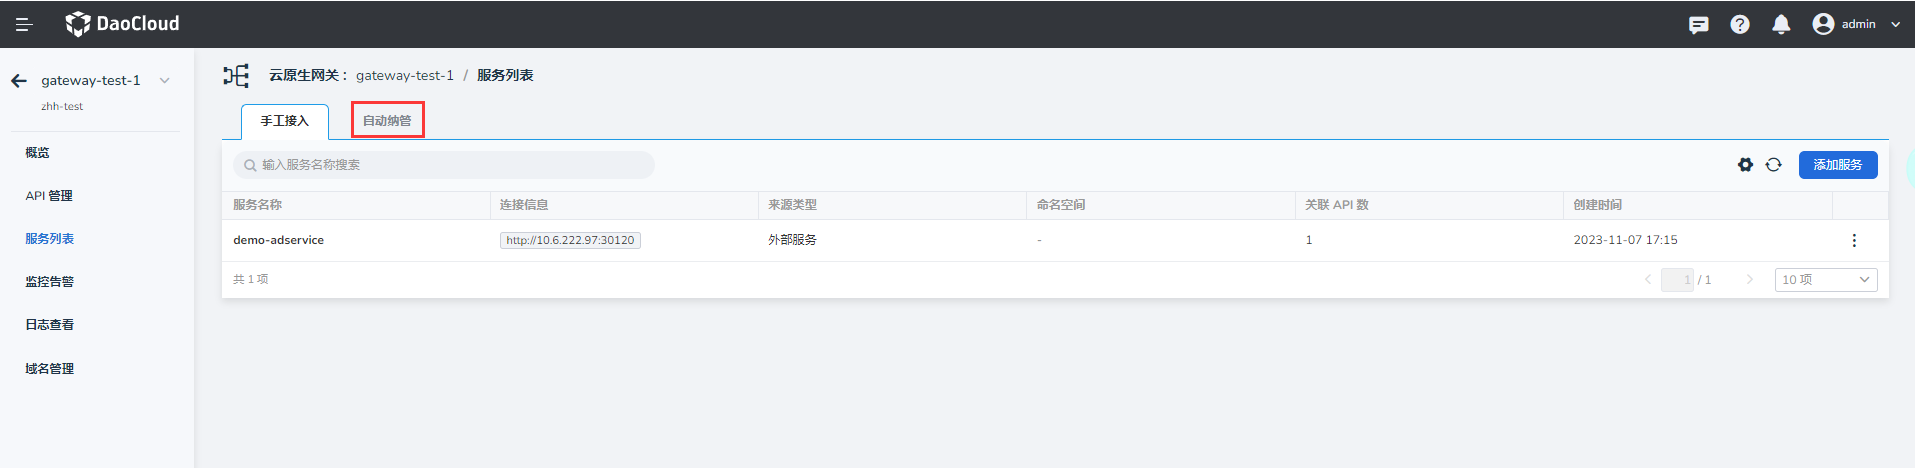 DaoCloud
admin
gateway-test-1
zhh-test
概览
API 管理
服务列表
监控告警
日志查看
域名管理
云原生网关： gateway-test-1 / 服务列表
手工接入 自动纳管
输入服务名称搜索
添加服务
服务名称 连接信息 来源类型 命名空间 关联 API 数 创建时间
demo-adservice http://10.6.222.97:30120 外部服务 - 1 2023-11-07 17:15
共 1 项 1 / 1 10 项